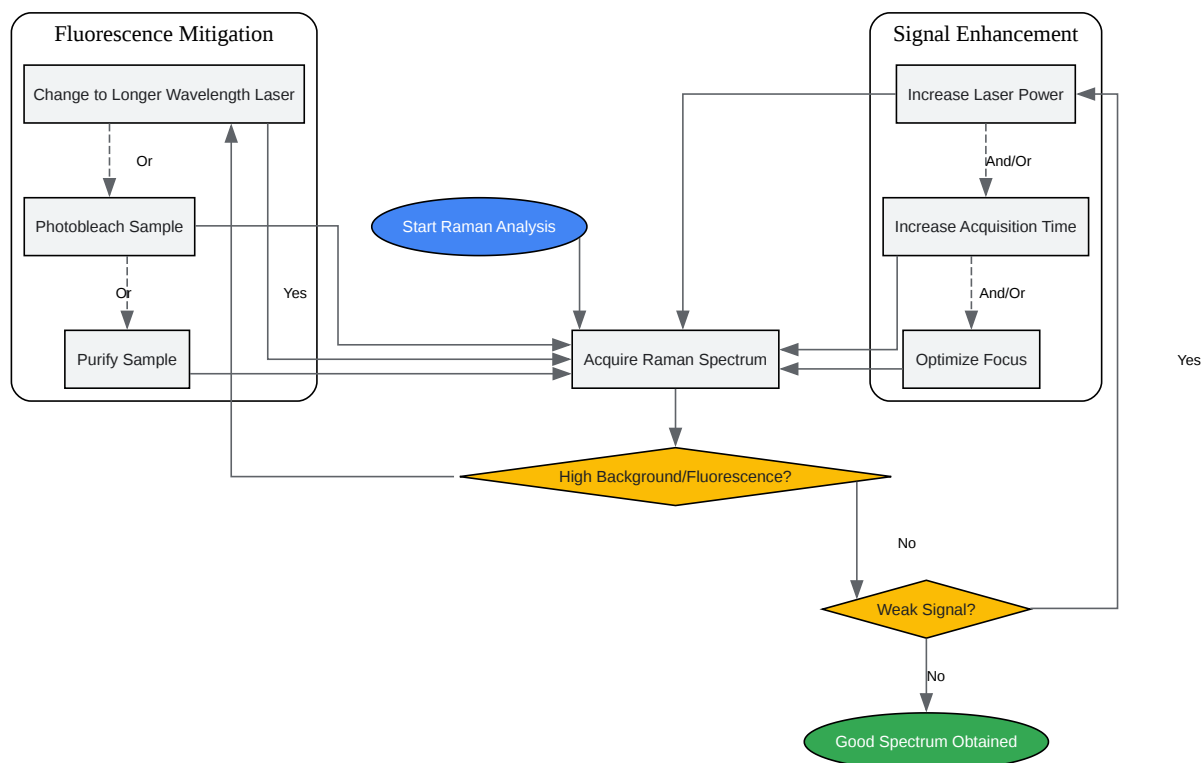 Fluorescence Mitigation
Signal Enhancement
Change to Longer Wavelength Laser
Increase Laser Power
Or
And/Or
Photobleach Sample
Start Raman Analysis
Increase Acquisition Time
Or
Yes
And/Or
Purify Sample
Acquire Raman Spectrum
Optimize Focus
Yes
High Background/Fluorescence?
No
Weak Signal?
No
Good Spectrum Obtained